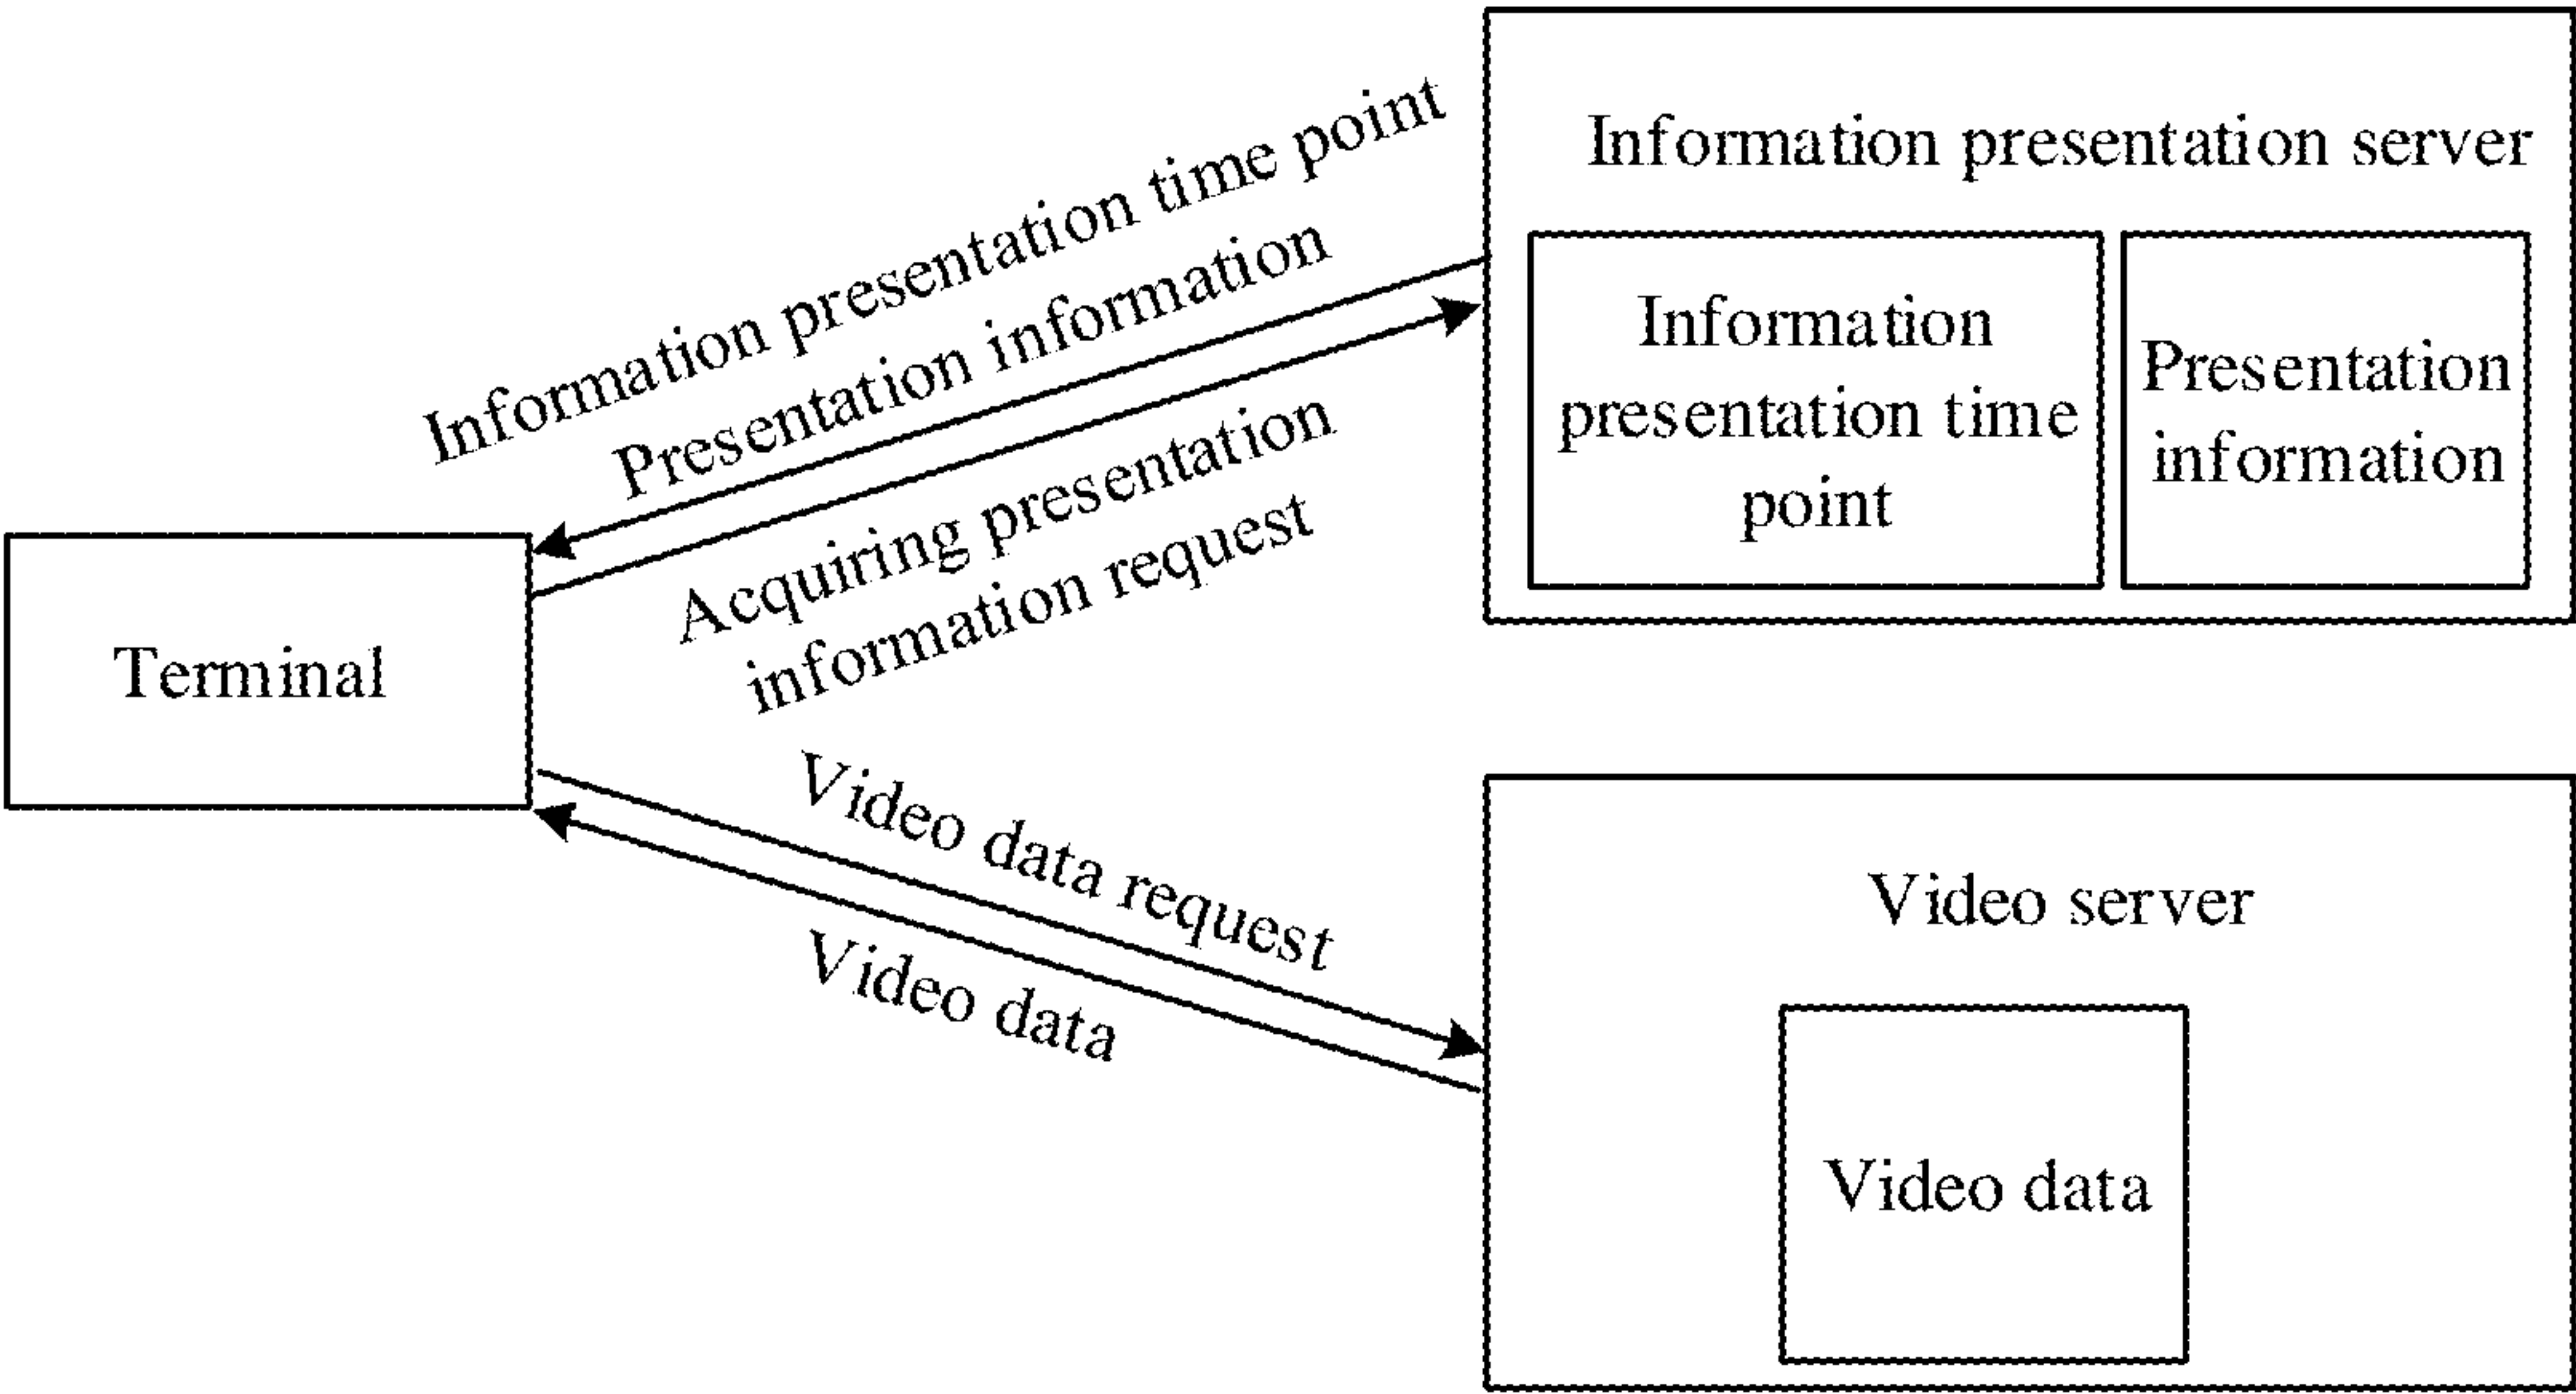 Information presentation time point
Presentation information
Acquiring presentation
information request
Information presentation server
Information
presentation time
point
Presentation
information
Terminal
Video data request
Video data
Video server
Video data